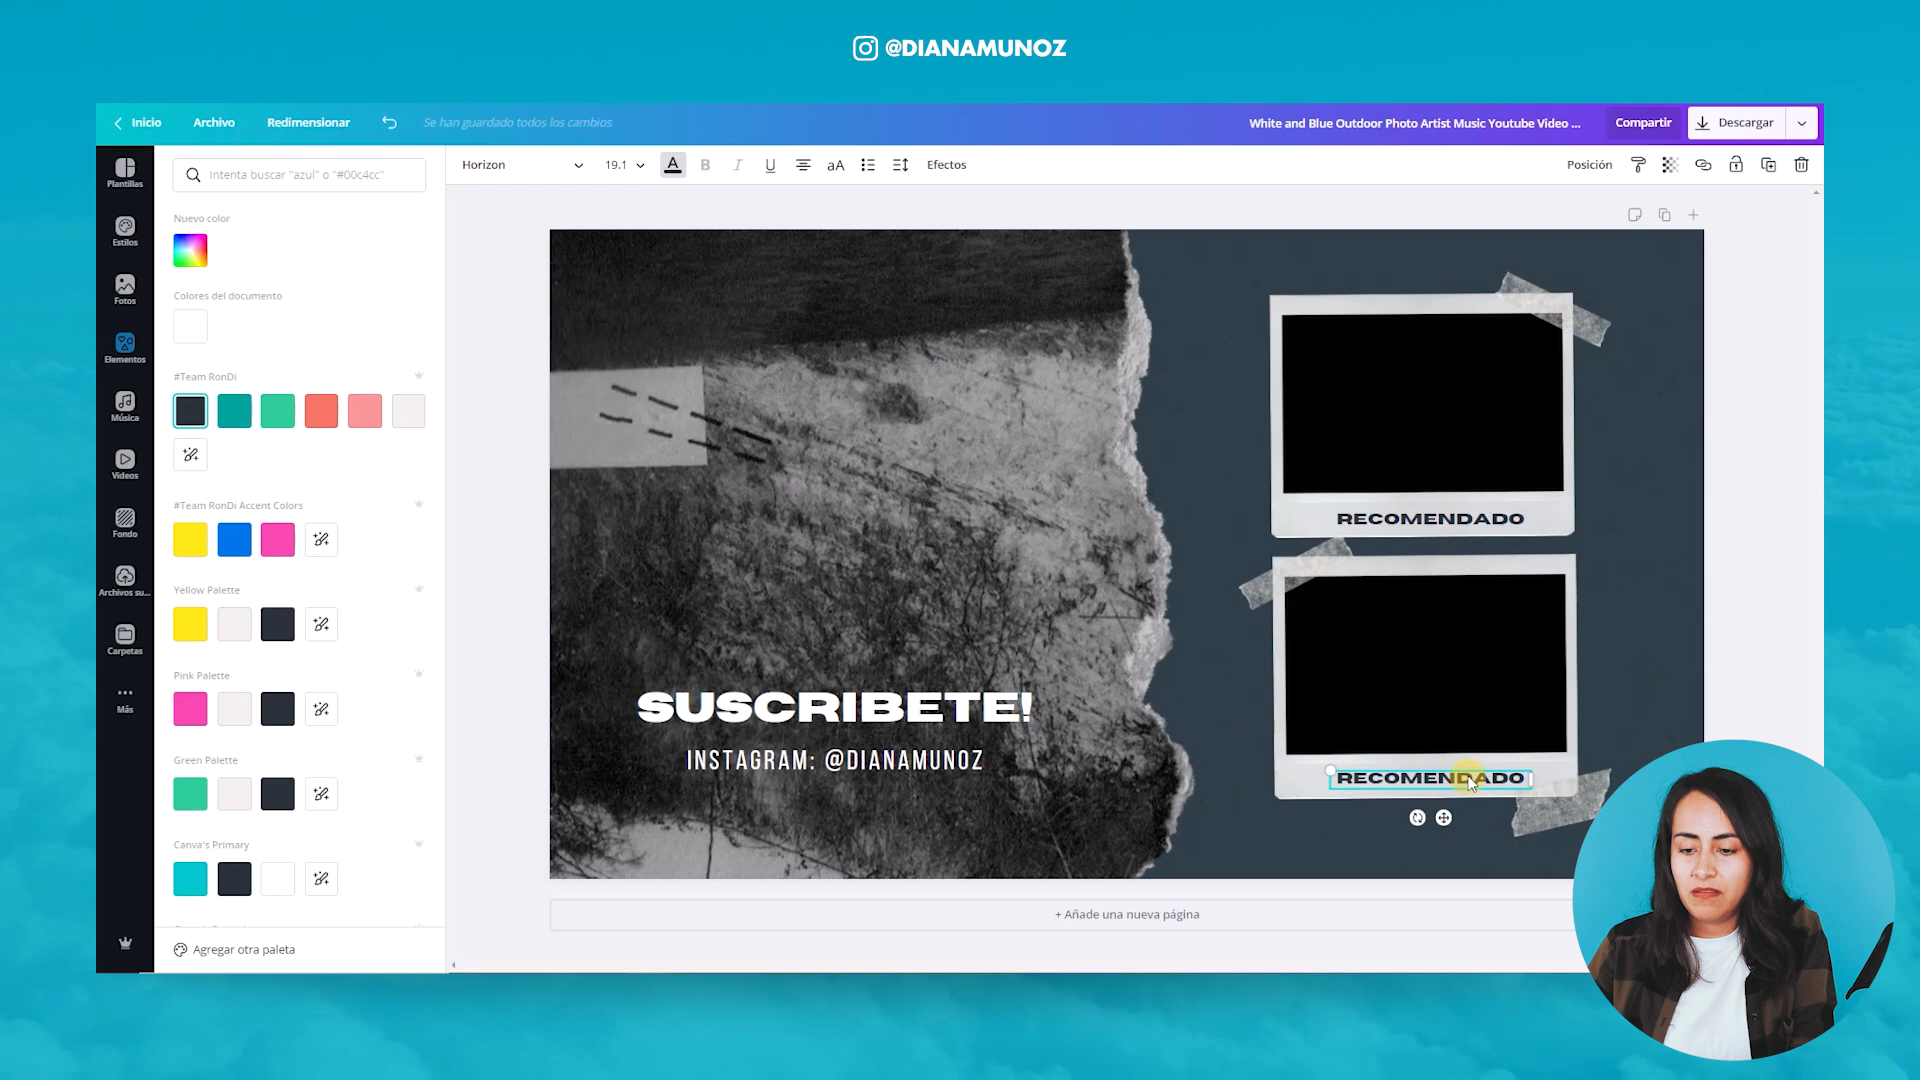 @DIANAMUNOZ
Inicio
Archivo
Redimensionar
Se han guardado todos los cambios
White and Blue Outdoor Photo Artist Music Youtube Video ...
Compartir
Descargar
Plantillas
Estilos
Fotos
Elementos
Música
Videos
Fondo
Archivos su...
Carpetas
Más
Intenta buscar "azul" o "#00c4cc"
Nuevo color
Colores del documento
#Team RonDi
#Team RonDi Accent Colors
Yellow Palette
Pink Palette
Green Palette
Canva's Primary
Agregar otra paleta
Horizon
19.1
A
B
I
U
aA
Efectos
Posición
RECOMENDADO
RECOMENDADO
SUSCRIBETE!
INSTAGRAM: @DIANAMUNOZ
+ Añade una nueva página